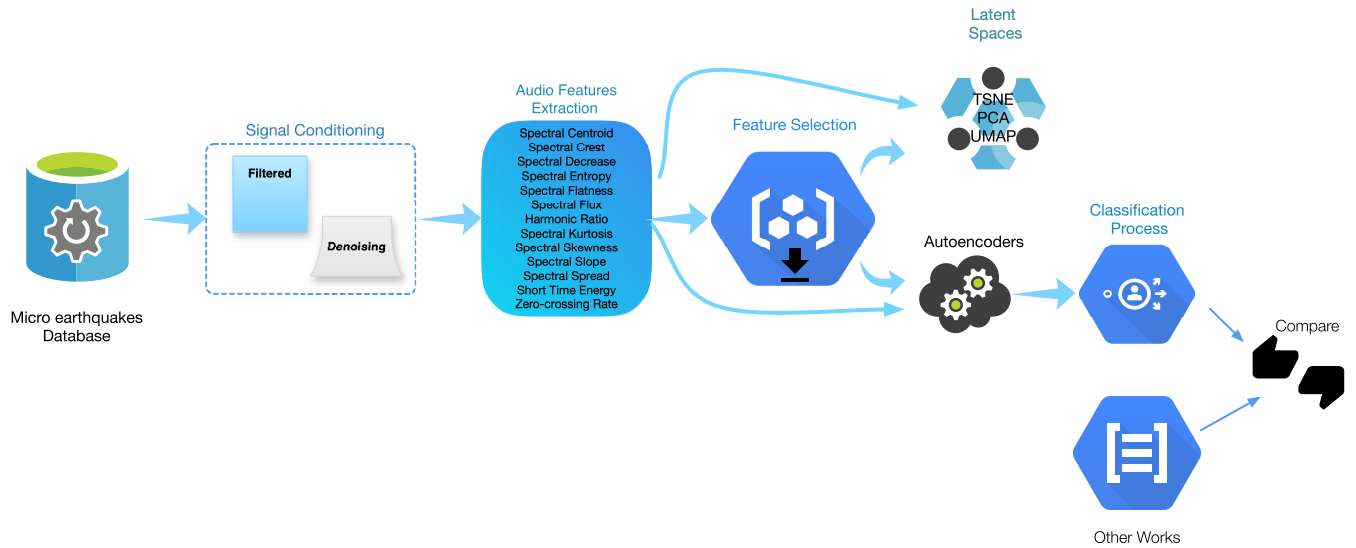 Micro earthquakes
Database
Signal Conditioning
Filtered
Denoising
Audio Features
Extraction
Spectral Centroid
Spectral Crest
Spectral Decrease
Spectral Entropy
Spectral Flatness
Spectral Flux
Harmonic Ratio
Spectral Kurtosis
Spectral Skewness
Spectral Slope
Spectral Spread
Short Time Energy
Zero-crossing Rate
Feature Selection
Latent
Spaces
TSNE
PCA
UMAP
Autoencoders
Classification
Process
Compare
Other Works